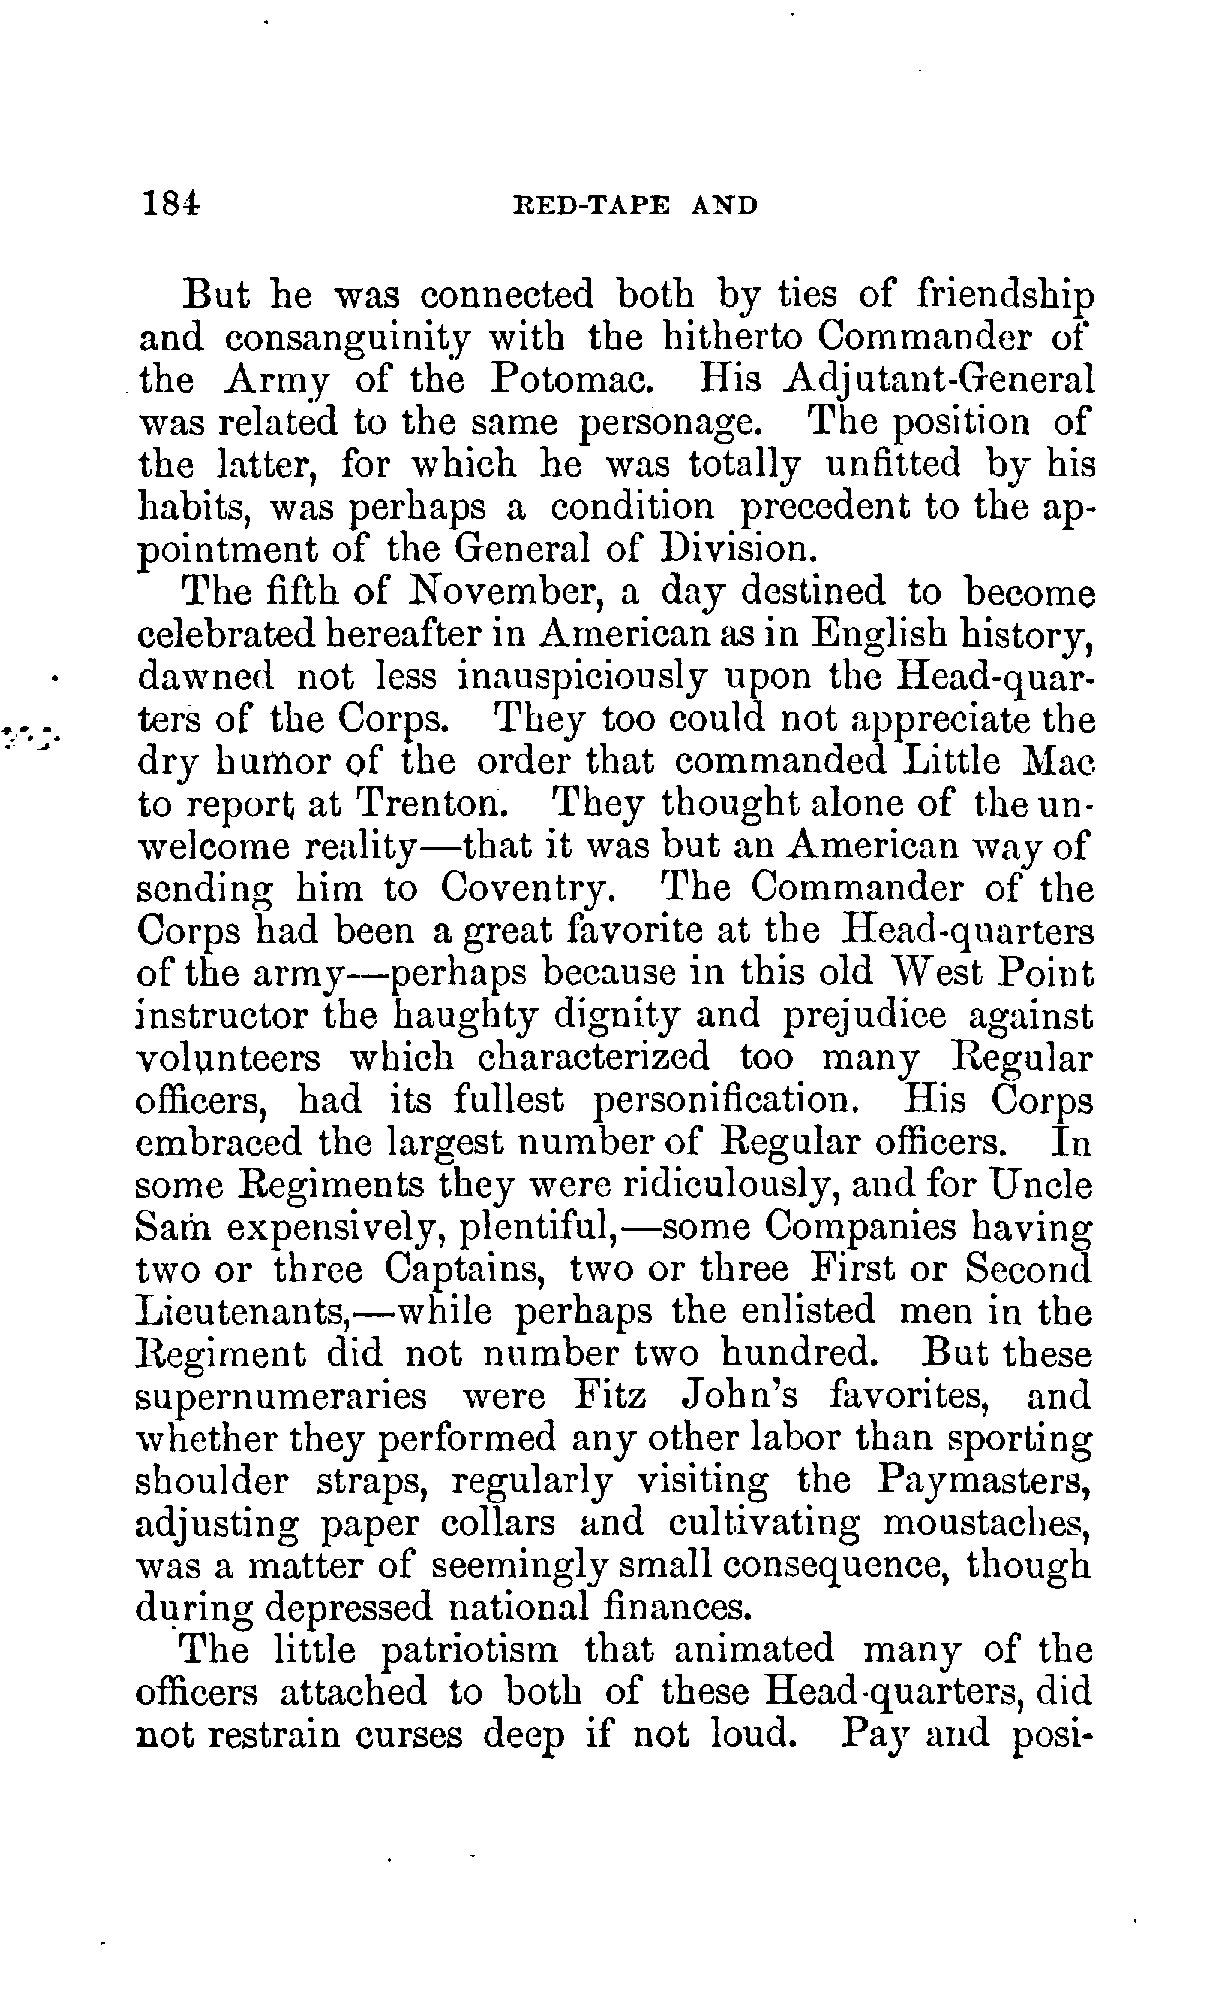 184 RED-TAPE AND
But he was connected both by ties of friendship
and consanguinity with the hitherto Commander of
the Army of the Potomac. His Adjutant-General
was related to the same personage. The position of
the latter, for which he was totally unfitted by his
habits, was perhaps a condition precedent to the ap-
pointment of the General of Division.
The fifth of November, a day destined to become
celebrated hereafter in American as in English history,
dawned not less inauspiciously upon the Head-quar-
ters of the Corps. They too could not appreciate the
dry humor of the order that commanded Little Mac
to report at Trenton. They thought alone of the un-
welcome reality—that it was but an American way of
sending him to Coventry. The Commander of the
Corps had been a great favorite at the Head-quarters
of the army—perhaps because in this old West Point
instructor the haughty dignity and prejudice against
volunteers which characterized too many Regular
officers, had its fullest personification. His Corps
embraced the largest number of Regular officers. In
some Regiments they were ridiculously, and for Uncle
Sam expensively, plentiful,—some Companies having
two or three Captains, two or three First or Second
Lieutenants,—while perhaps the enlisted men in the
Regiment did not number two hundred. But these
supernumeraries were Fitz John's favorites, and
whether they performed any other labor than sporting
shoulder straps, regularly visiting the Paymasters,
adjusting paper collars and cultivating moustaches,
was a matter of seemingly small consequence, though
during depressed national finances.
The little patriotism that animated many of the
officers attached to both of these Head-quarters, did
not restrain curses deep if not loud. Pay and posi-